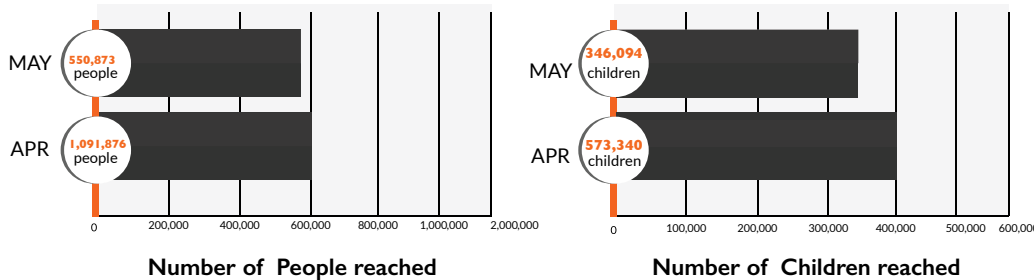 MAY
550,873
people
APR
1,091,876
people
0
200,000
400,000
600,000
800,000
1,000,000
2,000,000
Number of People reached
MAY
346,094
children
APR
573,340
children
0
100,000
200,000
300,000
400,000
500,000
600,000
Number of Children reached